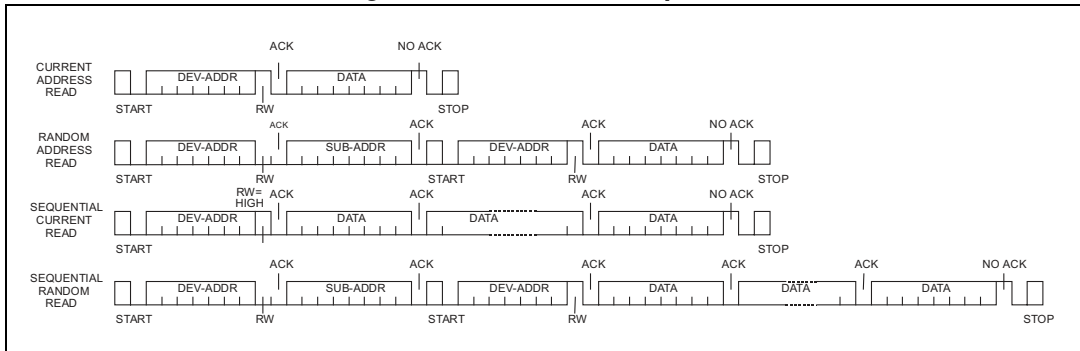 ACK NO ACK
CURRENT
ADDRESS
READ
DEV-ADDR DATA
START RW STOP
ACK ACK ACK NO ACK
RANDOM
ADDRESS
READ
DEV-ADDR SUB-ADDR DEV-ADDR DATA
START RW START RW STOP
RW=
HIGH
ACK ACK ACK NO ACK
SEQUENTIAL
CURRENT
READ
DEV-ADDR DATA DATA DATA
START STOP
ACK ACK ACK ACK ACK NO ACK
SEQUENTIAL
RANDOM
READ
DEV-ADDR SUB-ADDR DEV-ADDR DATA DATA DATA
START RW START RW STOP